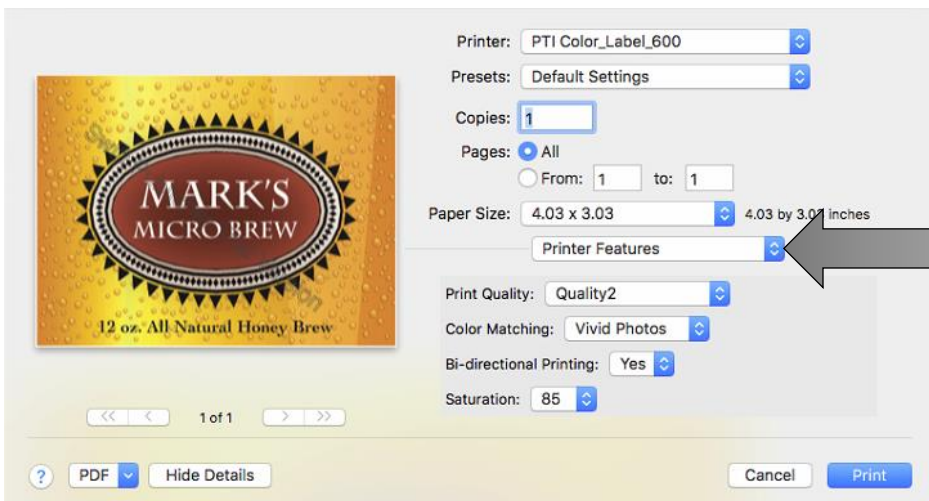 Printer: PTI Color_Label_600
Presets: Default Settings
Copies: 1
Pages: All
From: 1 to: 1
Paper Size: 4.03 x 3.03 4.03 by 3.03 inches
Printer Features
Print Quality: Quality2
Color Matching: Vivid Photos
Bi-directional Printing: Yes
Saturation: 85
MARK'S
MICRO BREW
12 oz. All Natural Honey Brew
<< < 1 of 1 > >>
? PDF Hide Details Cancel Print